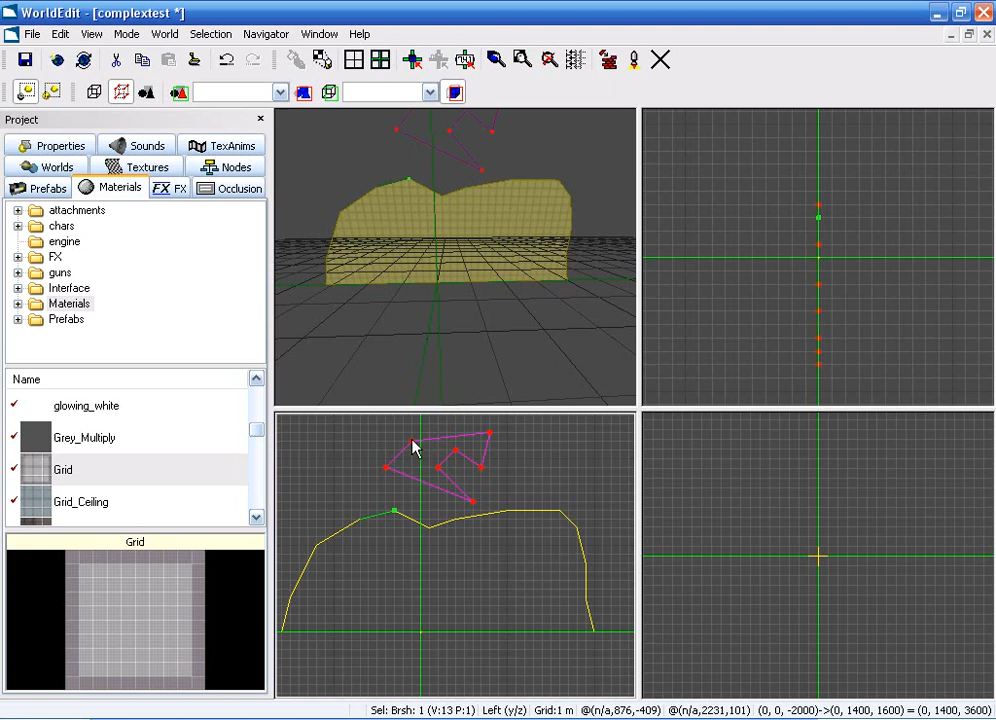 WorldEdit - [complextest *]
File Edit View Mode World Selection Navigator Window Help
Project
Properties Sounds TexAnims
Worlds Textures Nodes
Prefabs Materials FX FX Occlusion
attachments
chars
engine
FX
guns
Interface
Materials
Prefabs
Name
glowing_white
Grey_Multiply
Grid
Grid_Ceiling
Grid
Sel: Brsh: 1 (V:13 P:1) Left (y/z) Grid:1 m @(n/a,876,-409) @(n/a,2231,101) (0, 0, -2000)->(0, 1400, 1600) = (0, 1400, 3600)